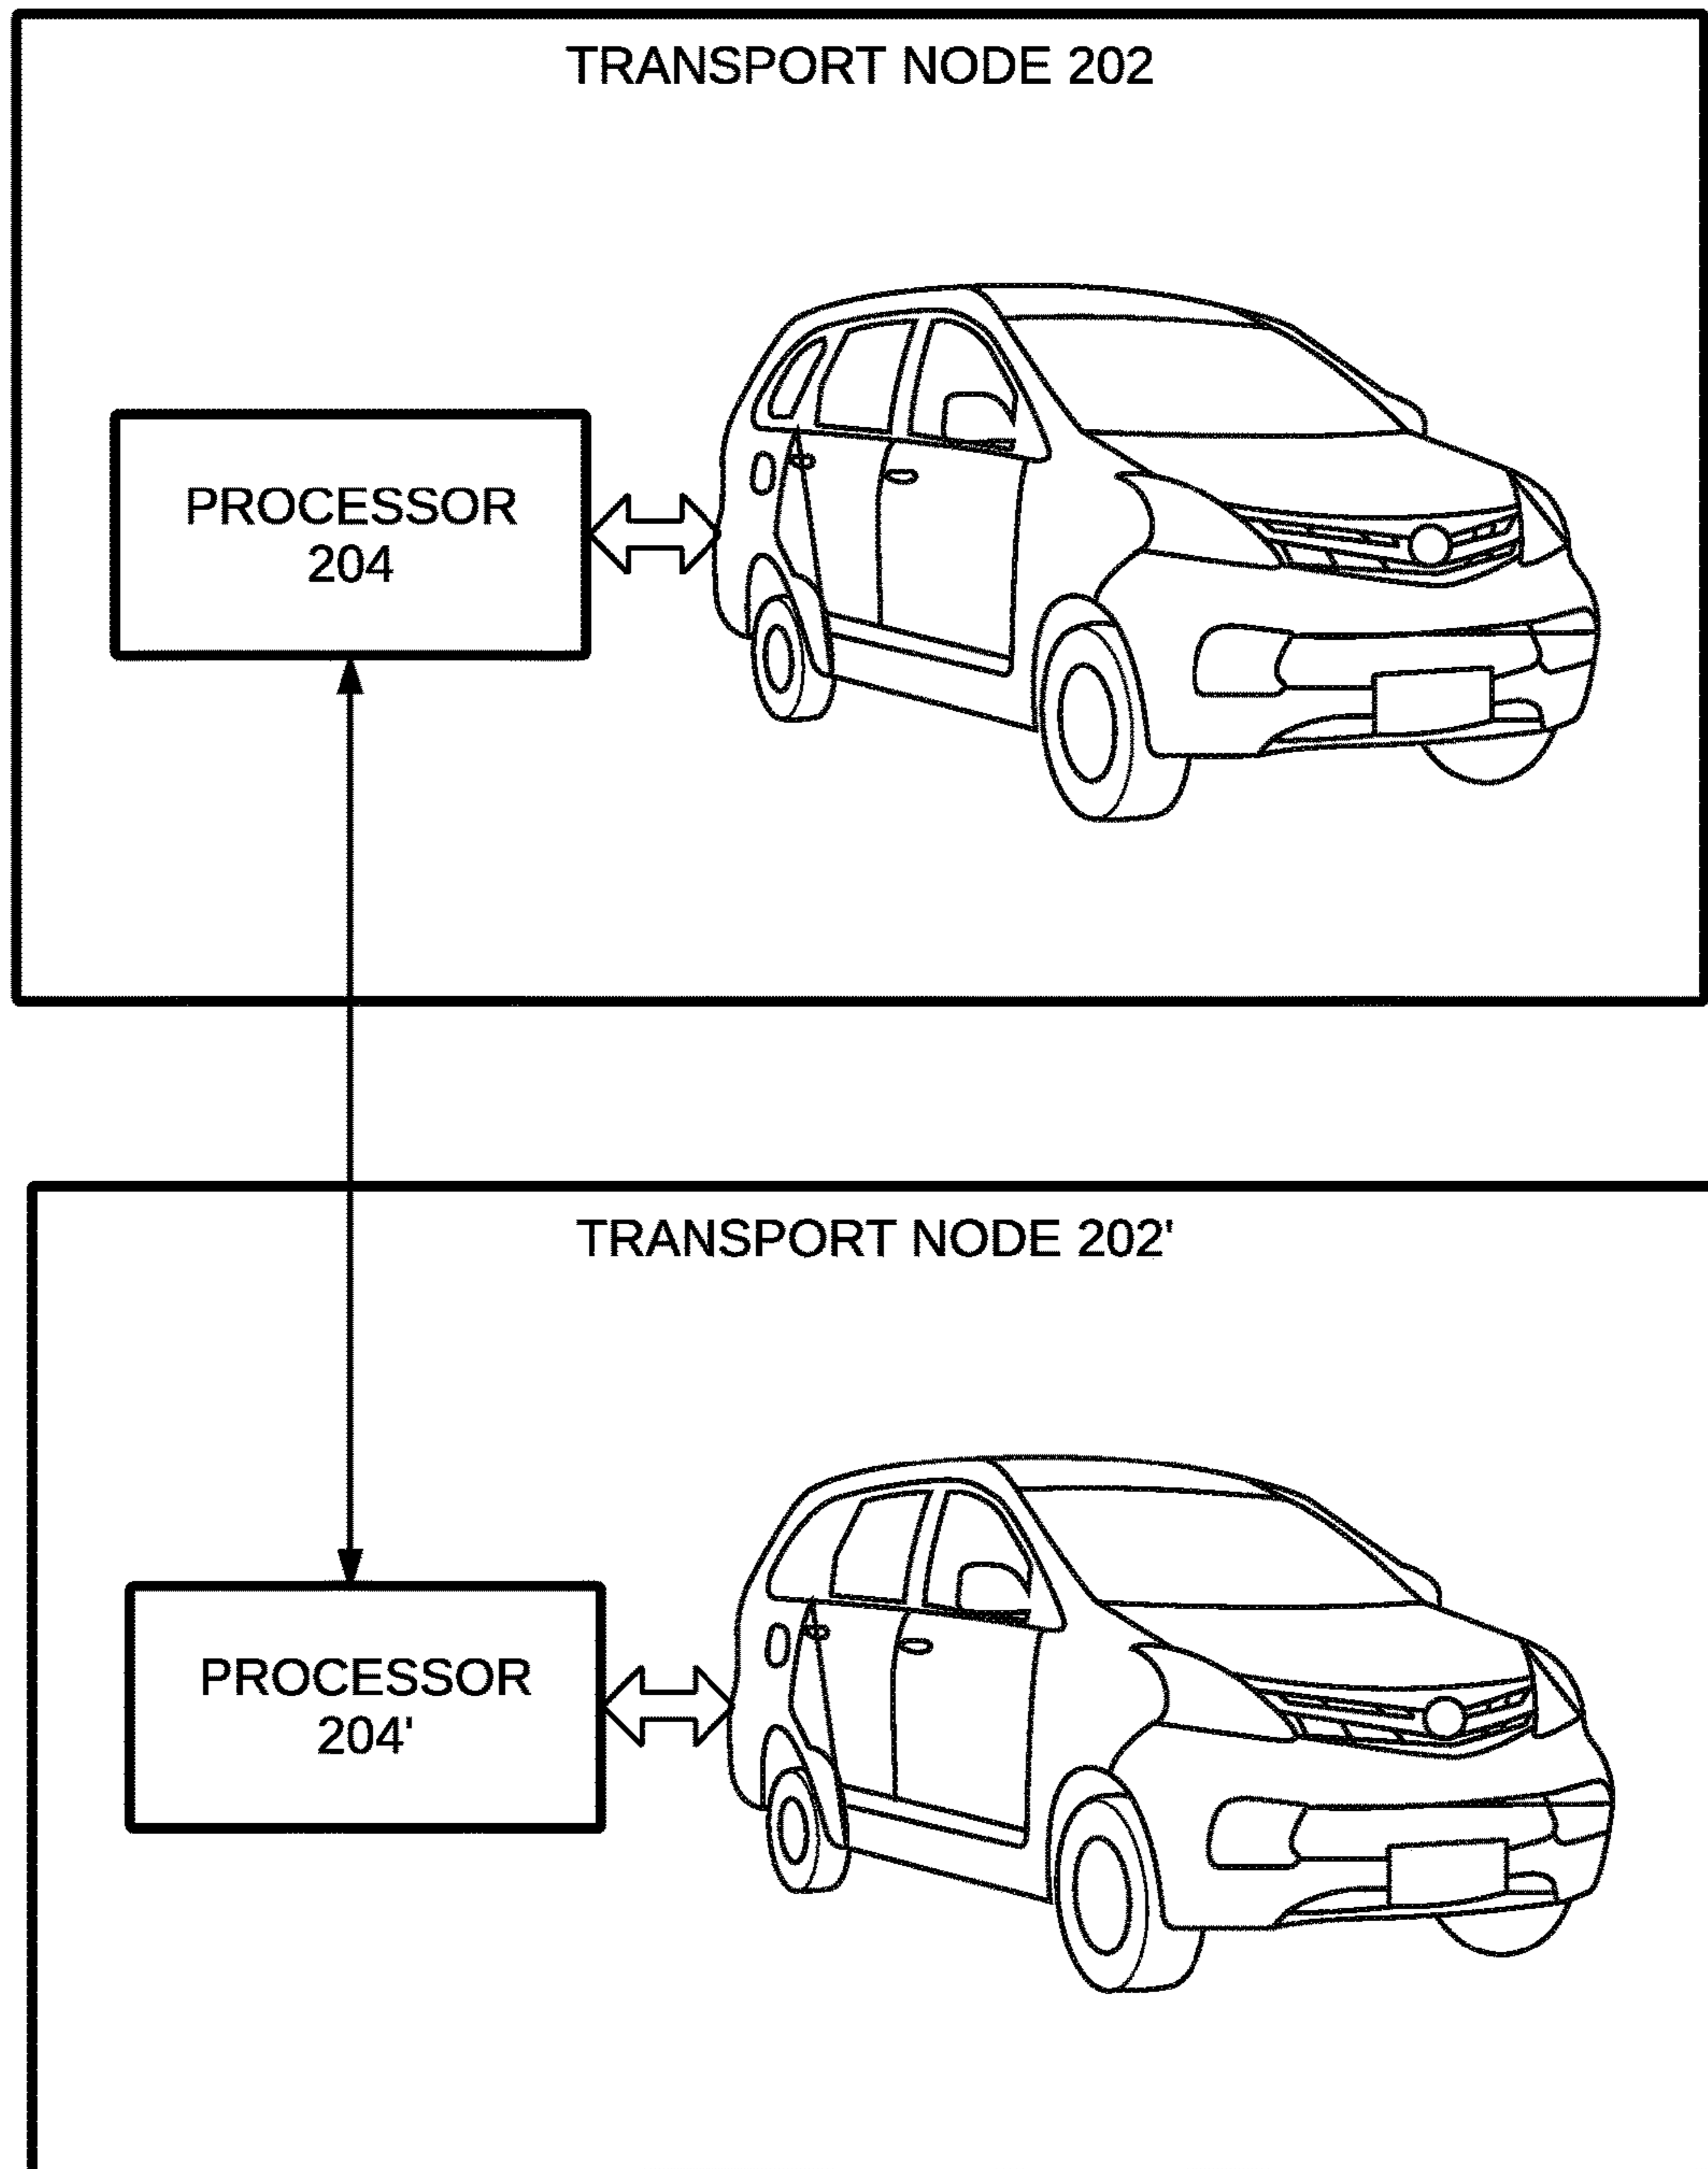 TRANSPORT NODE 202
PROCESSOR
204
TRANSPORT NODE 202'
PROCESSOR
204'